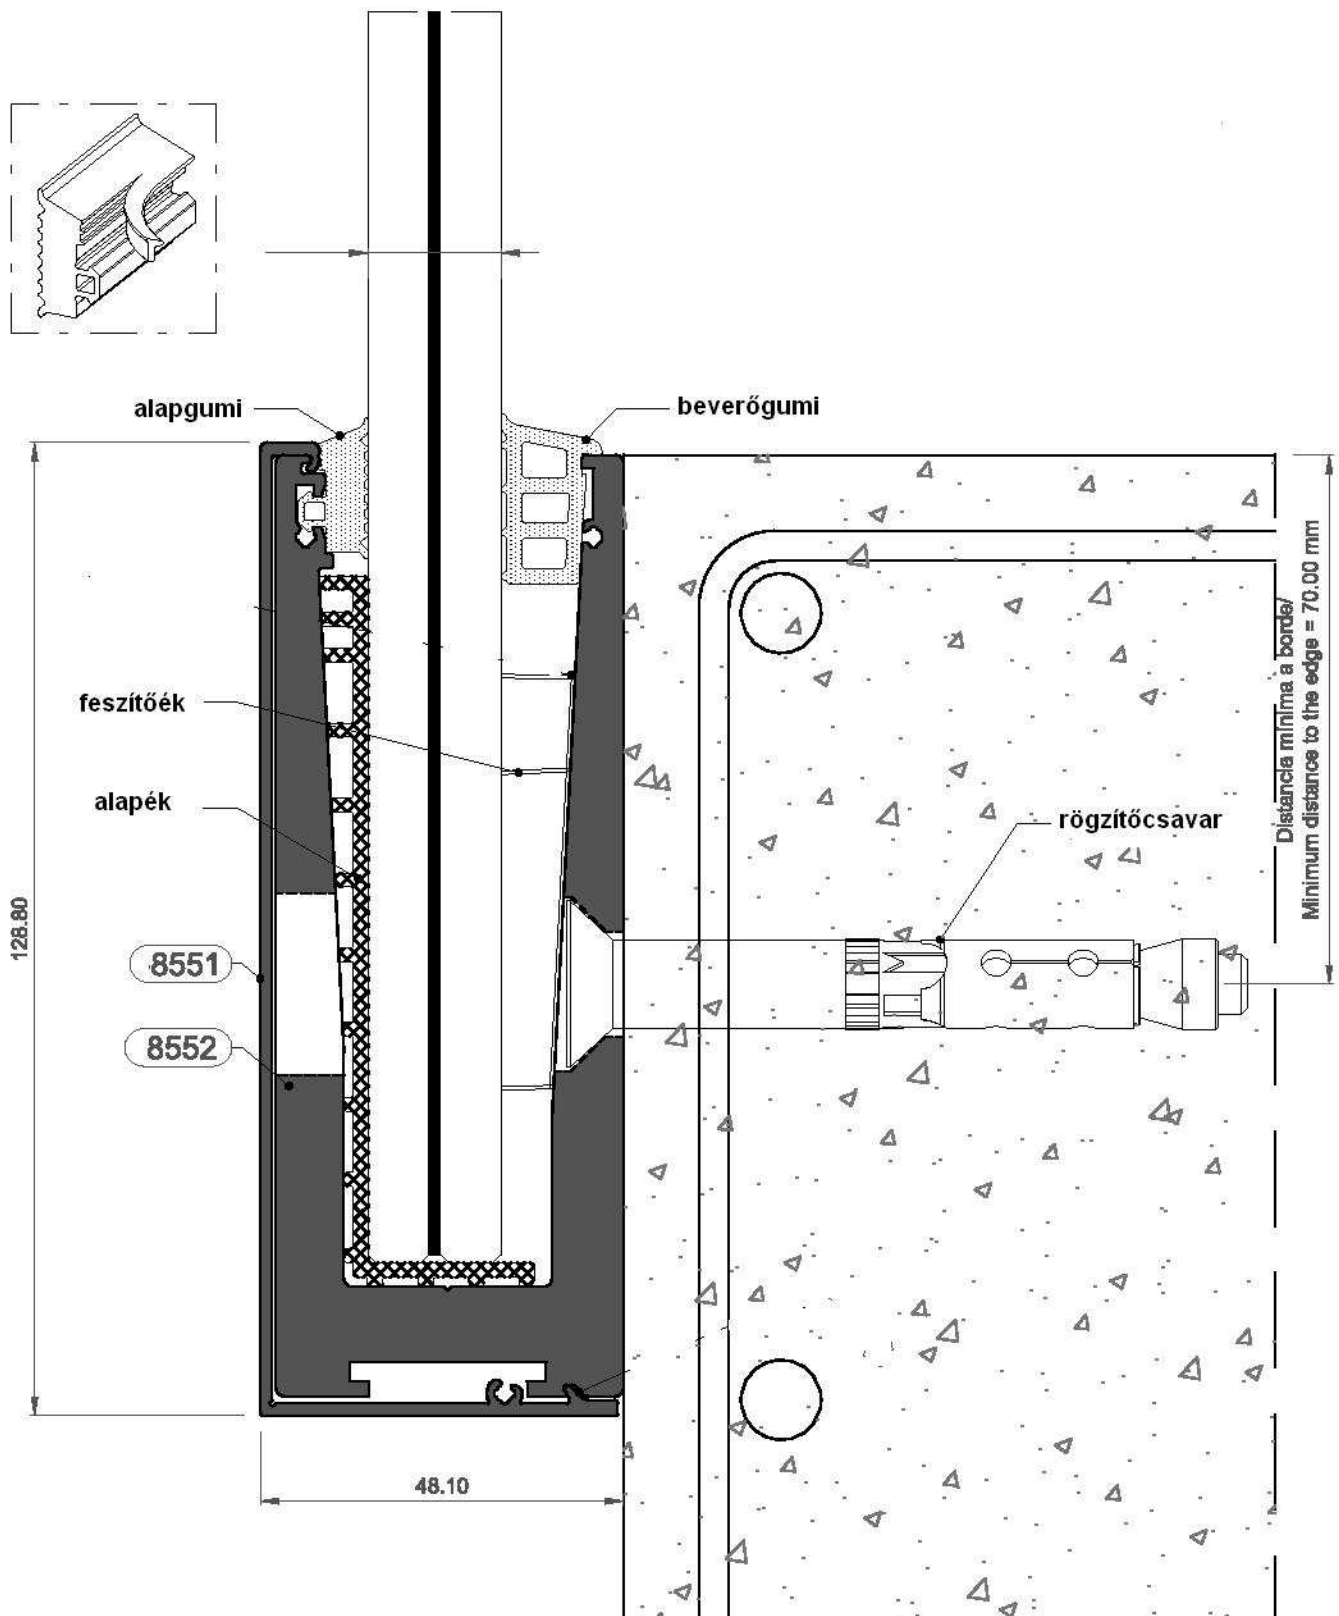 alapgumi
beverőgumi
feszítőék
alapék
rögzítőcsavar
Distancia mínima a borde/
Minimum distance to the edge = 70.00 mm
128.80
8551
8552
48.10